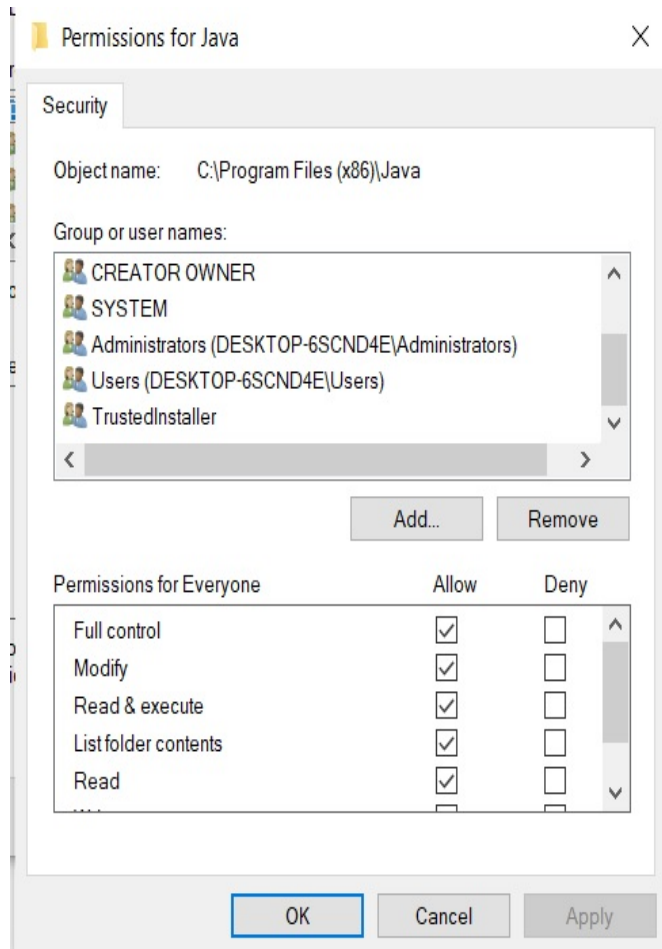 Permissions for Java
Security
Object name: C:\Program Files (x86)\Java
Group or user names:
CREATOR OWNER
SYSTEM
Administrators (DESKTOP-6SCND4E\Administrators)
Users (DESKTOP-6SCND4E\Users)
TrustedInstaller
Add... Remove
Permissions for Everyone Allow Deny
Full control
Modify
Read & execute
List folder contents
Read
OK Cancel Apply